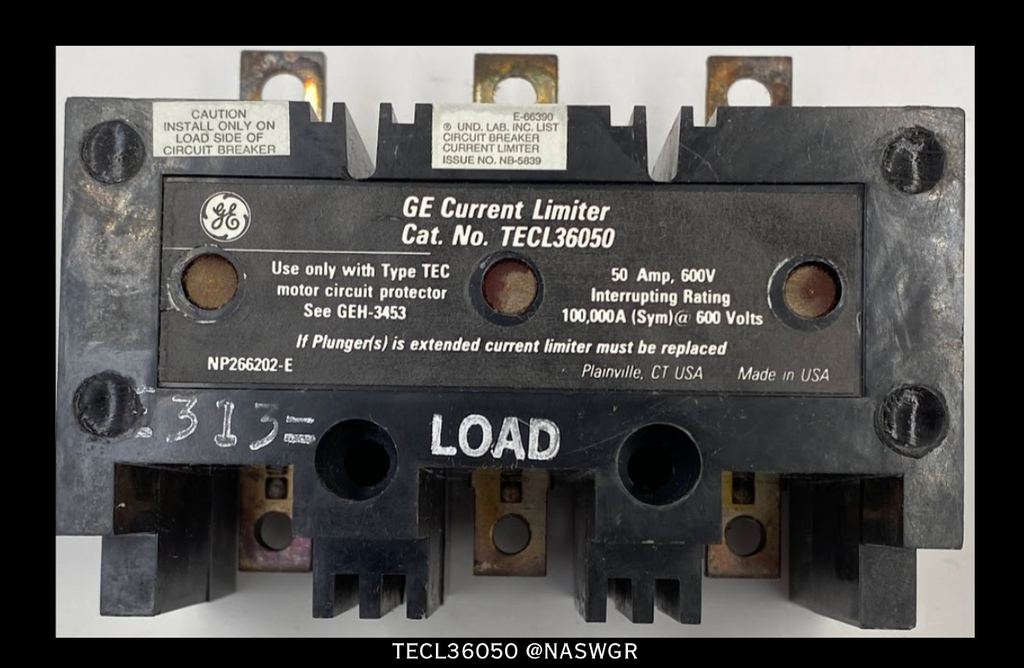 CAUTION
INSTALL ONLY ON
LOAD SIDE OF
CIRCUIT BREAKER
E-66390
® UND. LAB. INC. LIST
CIRCUIT BREAKER
CURRENT LIMITER
ISSUE NO. NB-5839
GE
GE Current Limiter
Cat. No. TECL36050
Use only with Type TEC
motor circuit protector
See GEH-3453
50 Amp, 600V
Interrupting Rating
100,000A (Sym)@ 600 Volts
If Plunger(s) is extended current limiter must be replaced
NP266202-E
Plainville, CT USA
Made in USA
313=
LOAD
TECL36050 @NASWGR